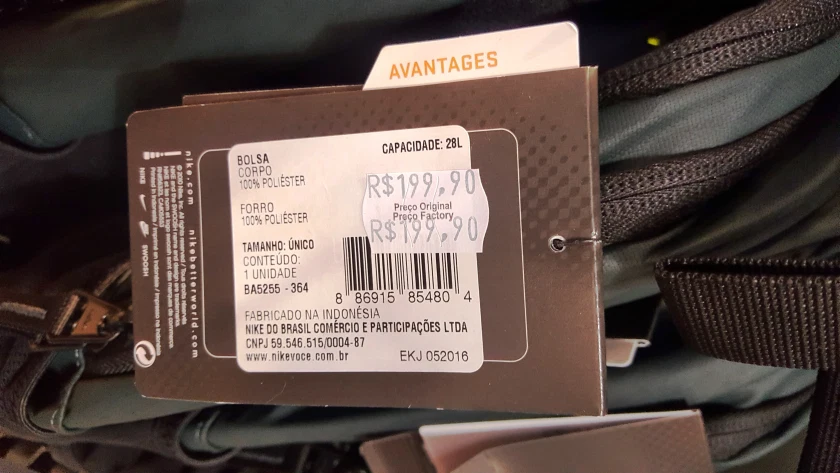 AVANTAGES
BOLSA
CORPO
100% POLIÉSTER
FORRO
100% POLIÉSTER
TAMANHO: ÚNICO
CONTEÚDO:
1 UNIDADE
BA5255 - 364
CAPACIDADE: 28L
R$199,90
Preço Original
Preço Factory
R$199,90
8 86915 85480 4
FABRICADO NA INDONÉSIA
NIKE DO BRASIL COMÉRCIO E PARTICIPAÇÕES LTDA
CNPJ 59.546.515/0004-87
www.nikevoce.com.br
EKJ 052016
nike.com nikebetterworld.com
NIKE
SWOOSH